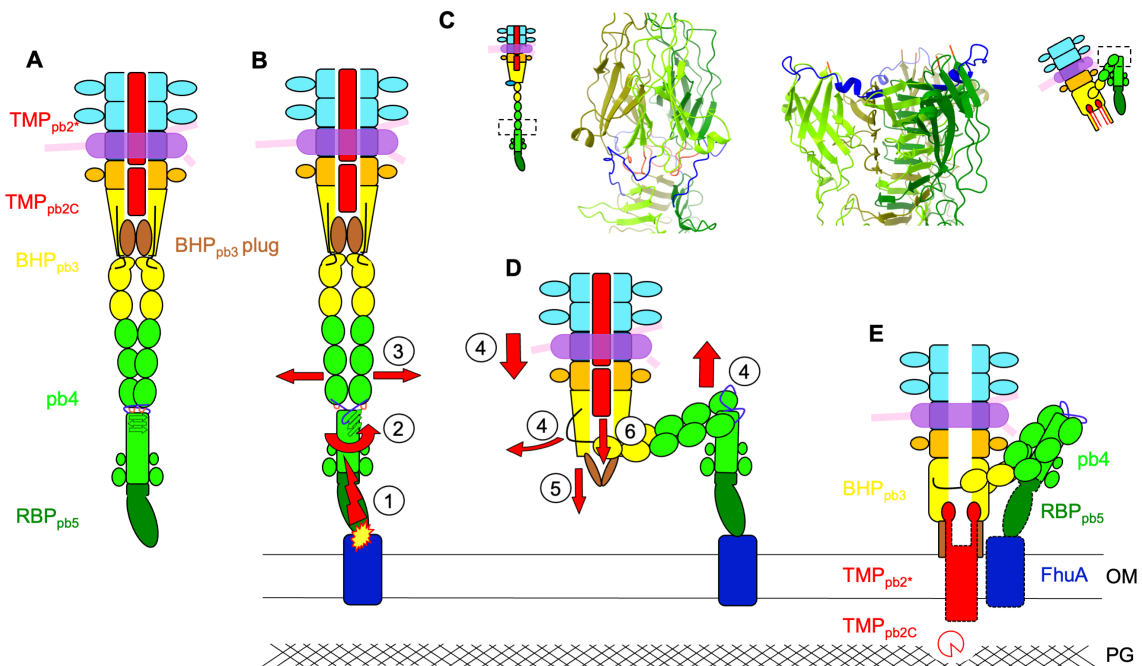 A
B
C
TMPpb2*
TMPpb2C
BHPpb3 plug
BHPpb3
D
3
4
4
E
pb4
2
4
6
pb4
5
BHPpb3
RBPpb5
1
RBPpb5
TMPpb2*
FhuA
OM
TMPpb2C
PG